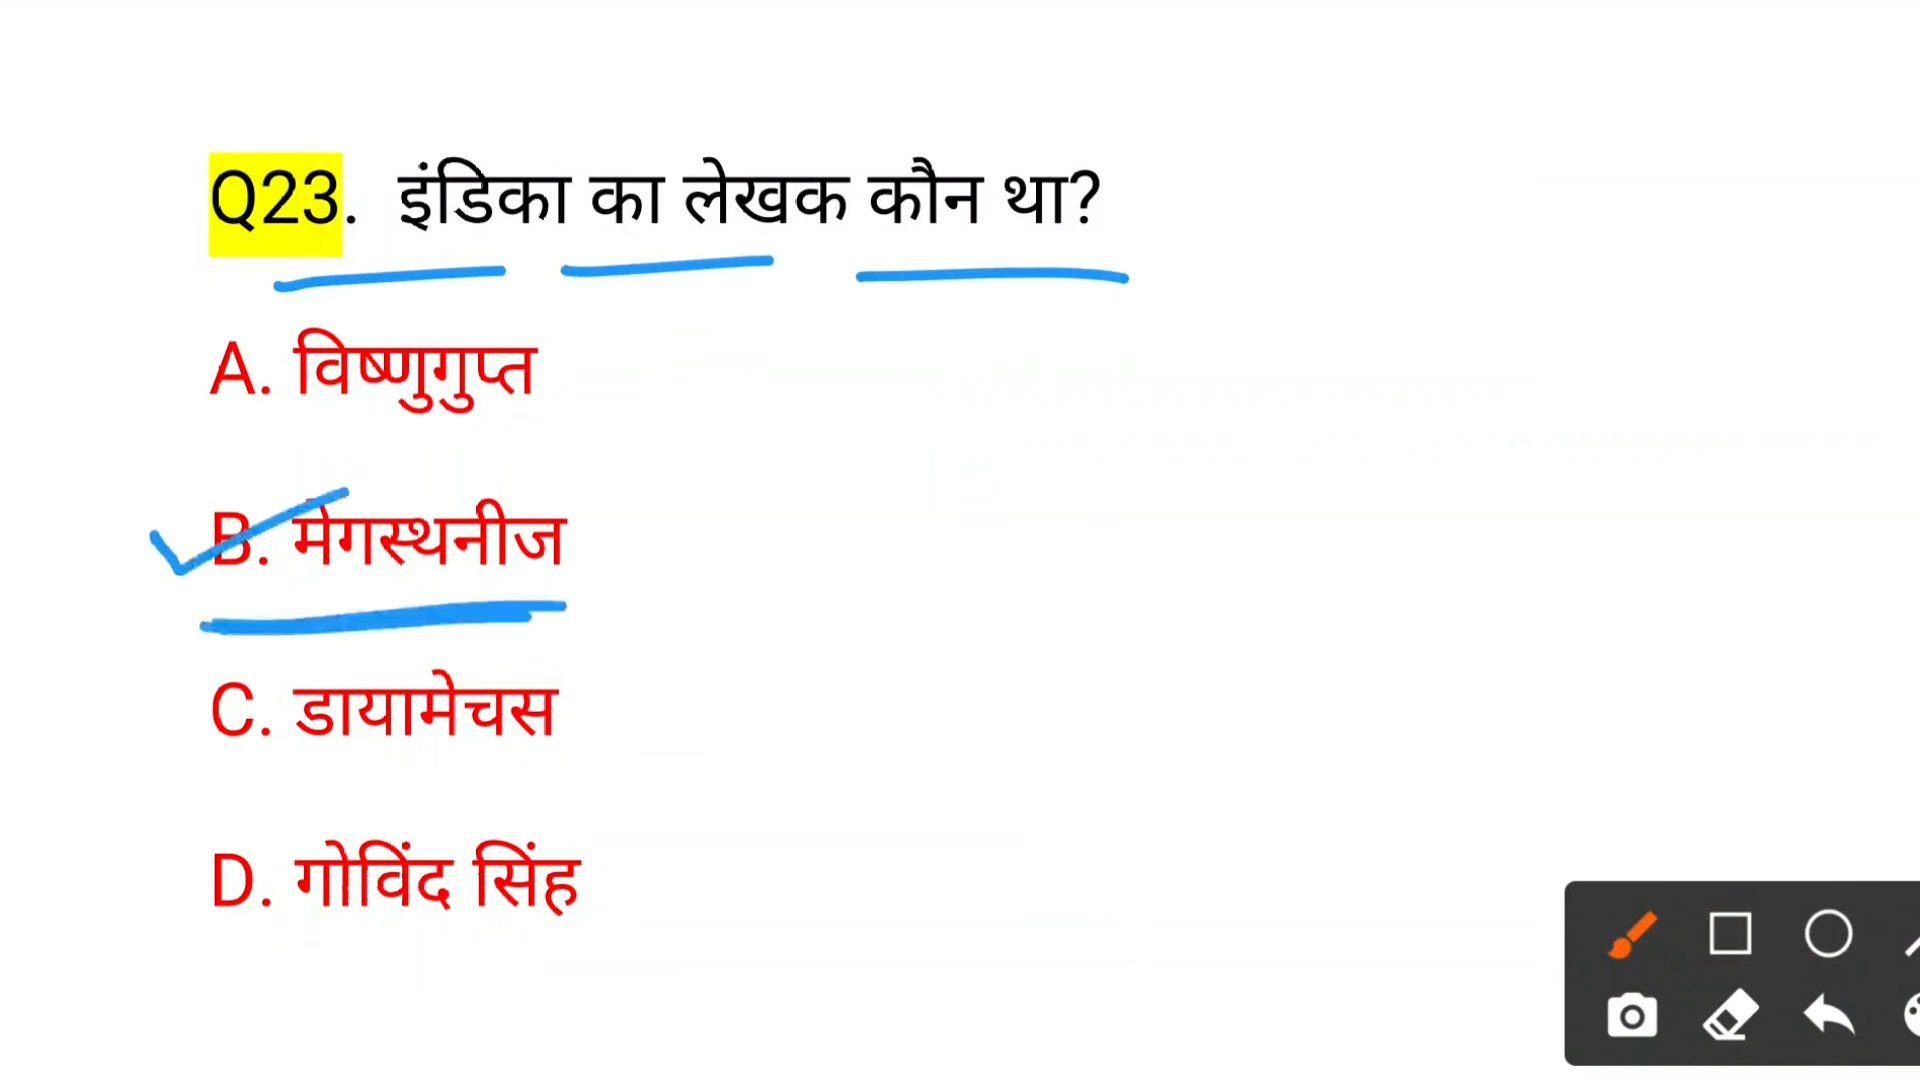 Q23. इंडिका का लेखक कौन था?
A. विष्णुगुप्त
B. मेगस्थनीज
C. डायामेचस
D. गोविंद सिंह